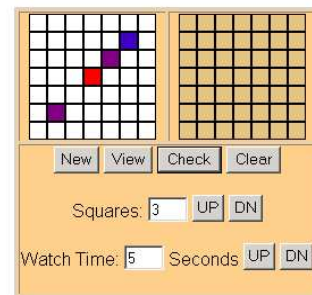 New View Check Clear
Squares: 3 UP DN
Watch Time: 5 Seconds UP DN